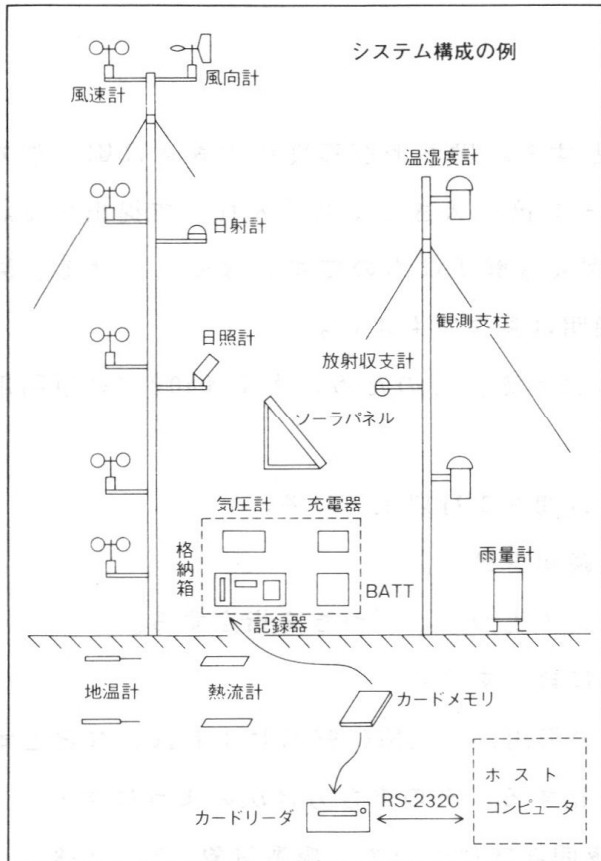 システム構成の例
風速計
風向計
温湿度計
日射計
観測支柱
日照計
放射収支計
ソーラパネル
気圧計
充電器
格納箱
BATT
雨量計
記録器
地温計
熱流計
カードメモリ
ホスト
コンピュータ
RS-232C
カードリーダ